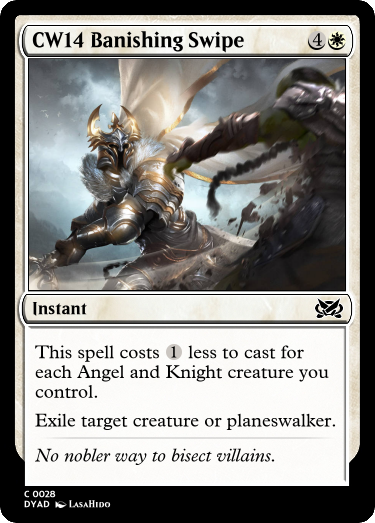 CW14 Banishing Swipe 4
Instant
This spell costs 1 less to cast for
each Angel and Knight creature you
control.
Exile target creature or planeswalker.
No nobler way to bisect villains.
C 0028
DYAD LASAHIDO